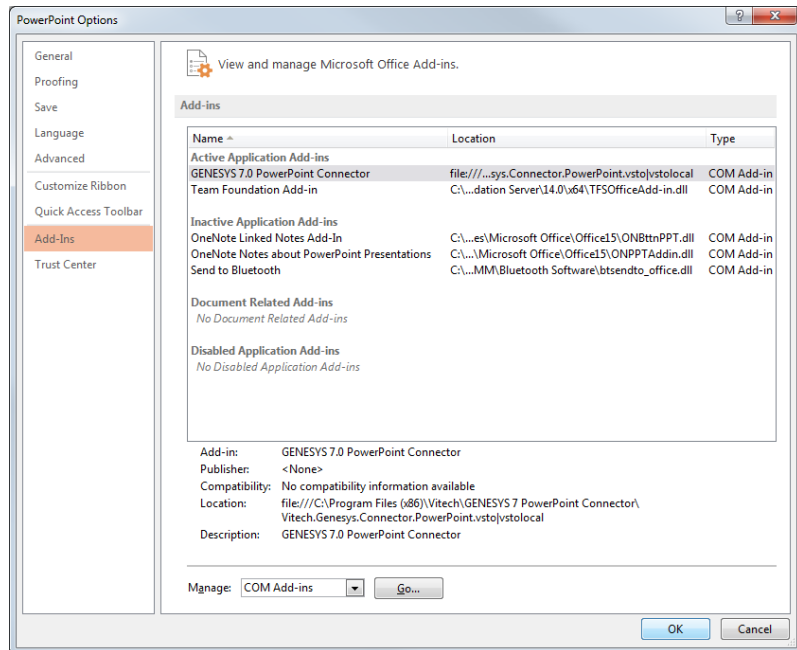 PowerPoint Options
General
Proofing
Save
Language
Advanced
Customize Ribbon
Quick Access Toolbar
Add-Ins
Trust Center
View and manage Microsoft Office Add-ins.
Add-ins
Name Location Type
Active Application Add-ins
GENESYS 7.0 PowerPoint Connector file:///...sys.Connector.PowerPoint.vsto|vstolocal COM Add-in
Team Foundation Add-in C:\...dation Server\14.0\x64\TFSOfficeAdd-in.dll COM Add-in
Inactive Application Add-ins
OneNote Linked Notes Add-In C:\...es\Microsoft Office\Office15\ONBttnPPT.dll COM Add-in
OneNote Notes about PowerPoint Presentations C:\...\Microsoft Office\Office15\ONPPTAddin.dll COM Add-in
Send to Bluetooth C:\...MM\Bluetooth Software\btsendto_office.dll COM Add-in
Document Related Add-ins
No Document Related Add-ins
Disabled Application Add-ins
No Disabled Application Add-ins
Add-in: GENESYS 7.0 PowerPoint Connector
Publisher: <None>
Compatibility: No compatibility information available
Location: file:///C:\Program Files (x86)\Vitech\GENESYS 7 PowerPoint Connector\
Vitech.Genesys.Connector.PowerPoint.vsto|vstolocal
Description: GENESYS 7.0 PowerPoint Connector
Manage: COM Add-ins Go...
OK Cancel